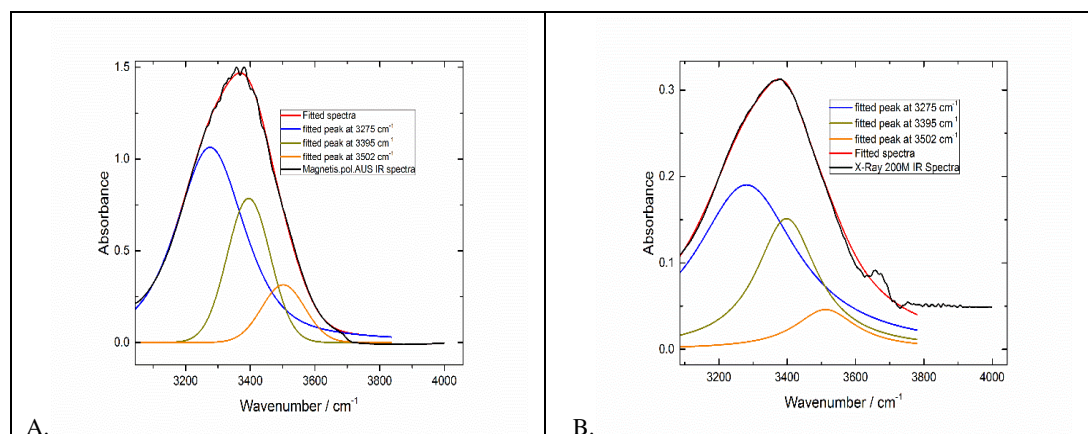 1.5
1.0
0.5
0.0
Absorbance
Fitted spectra
fitted peak at 3275 cm⁻¹
fitted peak at 3395 cm⁻¹
fitted peak at 3502 cm⁻¹
Magnetis.pol.AUS IR spectra
3200 3400 3600 3800 4000
Wavenumber / cm⁻¹
A.
0.3
0.2
0.1
0.0
Absorbance
fitted peak at 3275 cm⁻¹
fitted peak at 3395 cm⁻¹
fitted peak at 3502 cm⁻¹
Fitted spectra
X-Ray 200M IR Spectra
3200 3400 3600 3800 4000
Wavenumber / cm⁻¹
B.